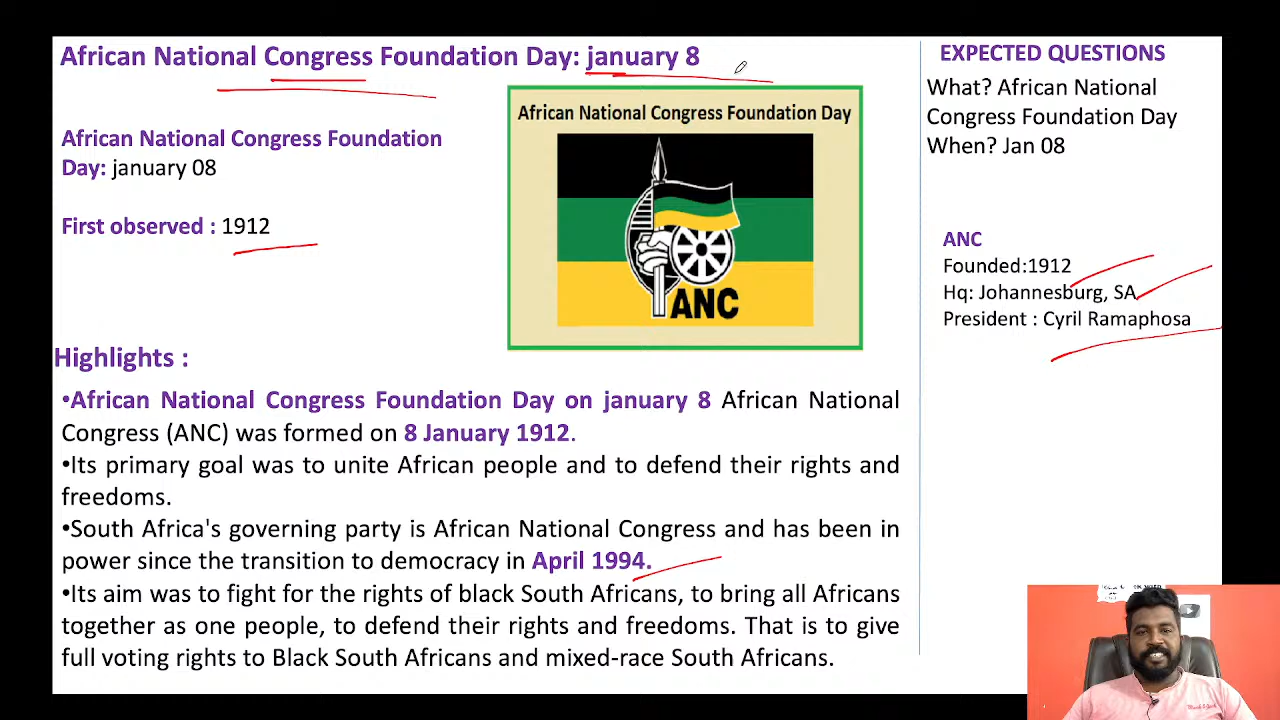 African National Congress Foundation Day: january 8
African National Congress Foundation
Day: january 08
First observed : 1912
African National Congress Foundation Day
ANC
Highlights :
•African National Congress Foundation Day on january 8 African National
Congress (ANC) was formed on 8 January 1912.
•Its primary goal was to unite African people and to defend their rights and
freedoms.
•South Africa's governing party is African National Congress and has been in
power since the transition to democracy in April 1994.
•Its aim was to fight for the rights of black South Africans, to bring all Africans
together as one people, to defend their rights and freedoms. That is to give
full voting rights to Black South Africans and mixed-race South Africans.
EXPECTED QUESTIONS
What? African National
Congress Foundation Day
When? Jan 08
ANC
Founded:1912
Hq: Johannesburg, SA
President : Cyril Ramaphosa